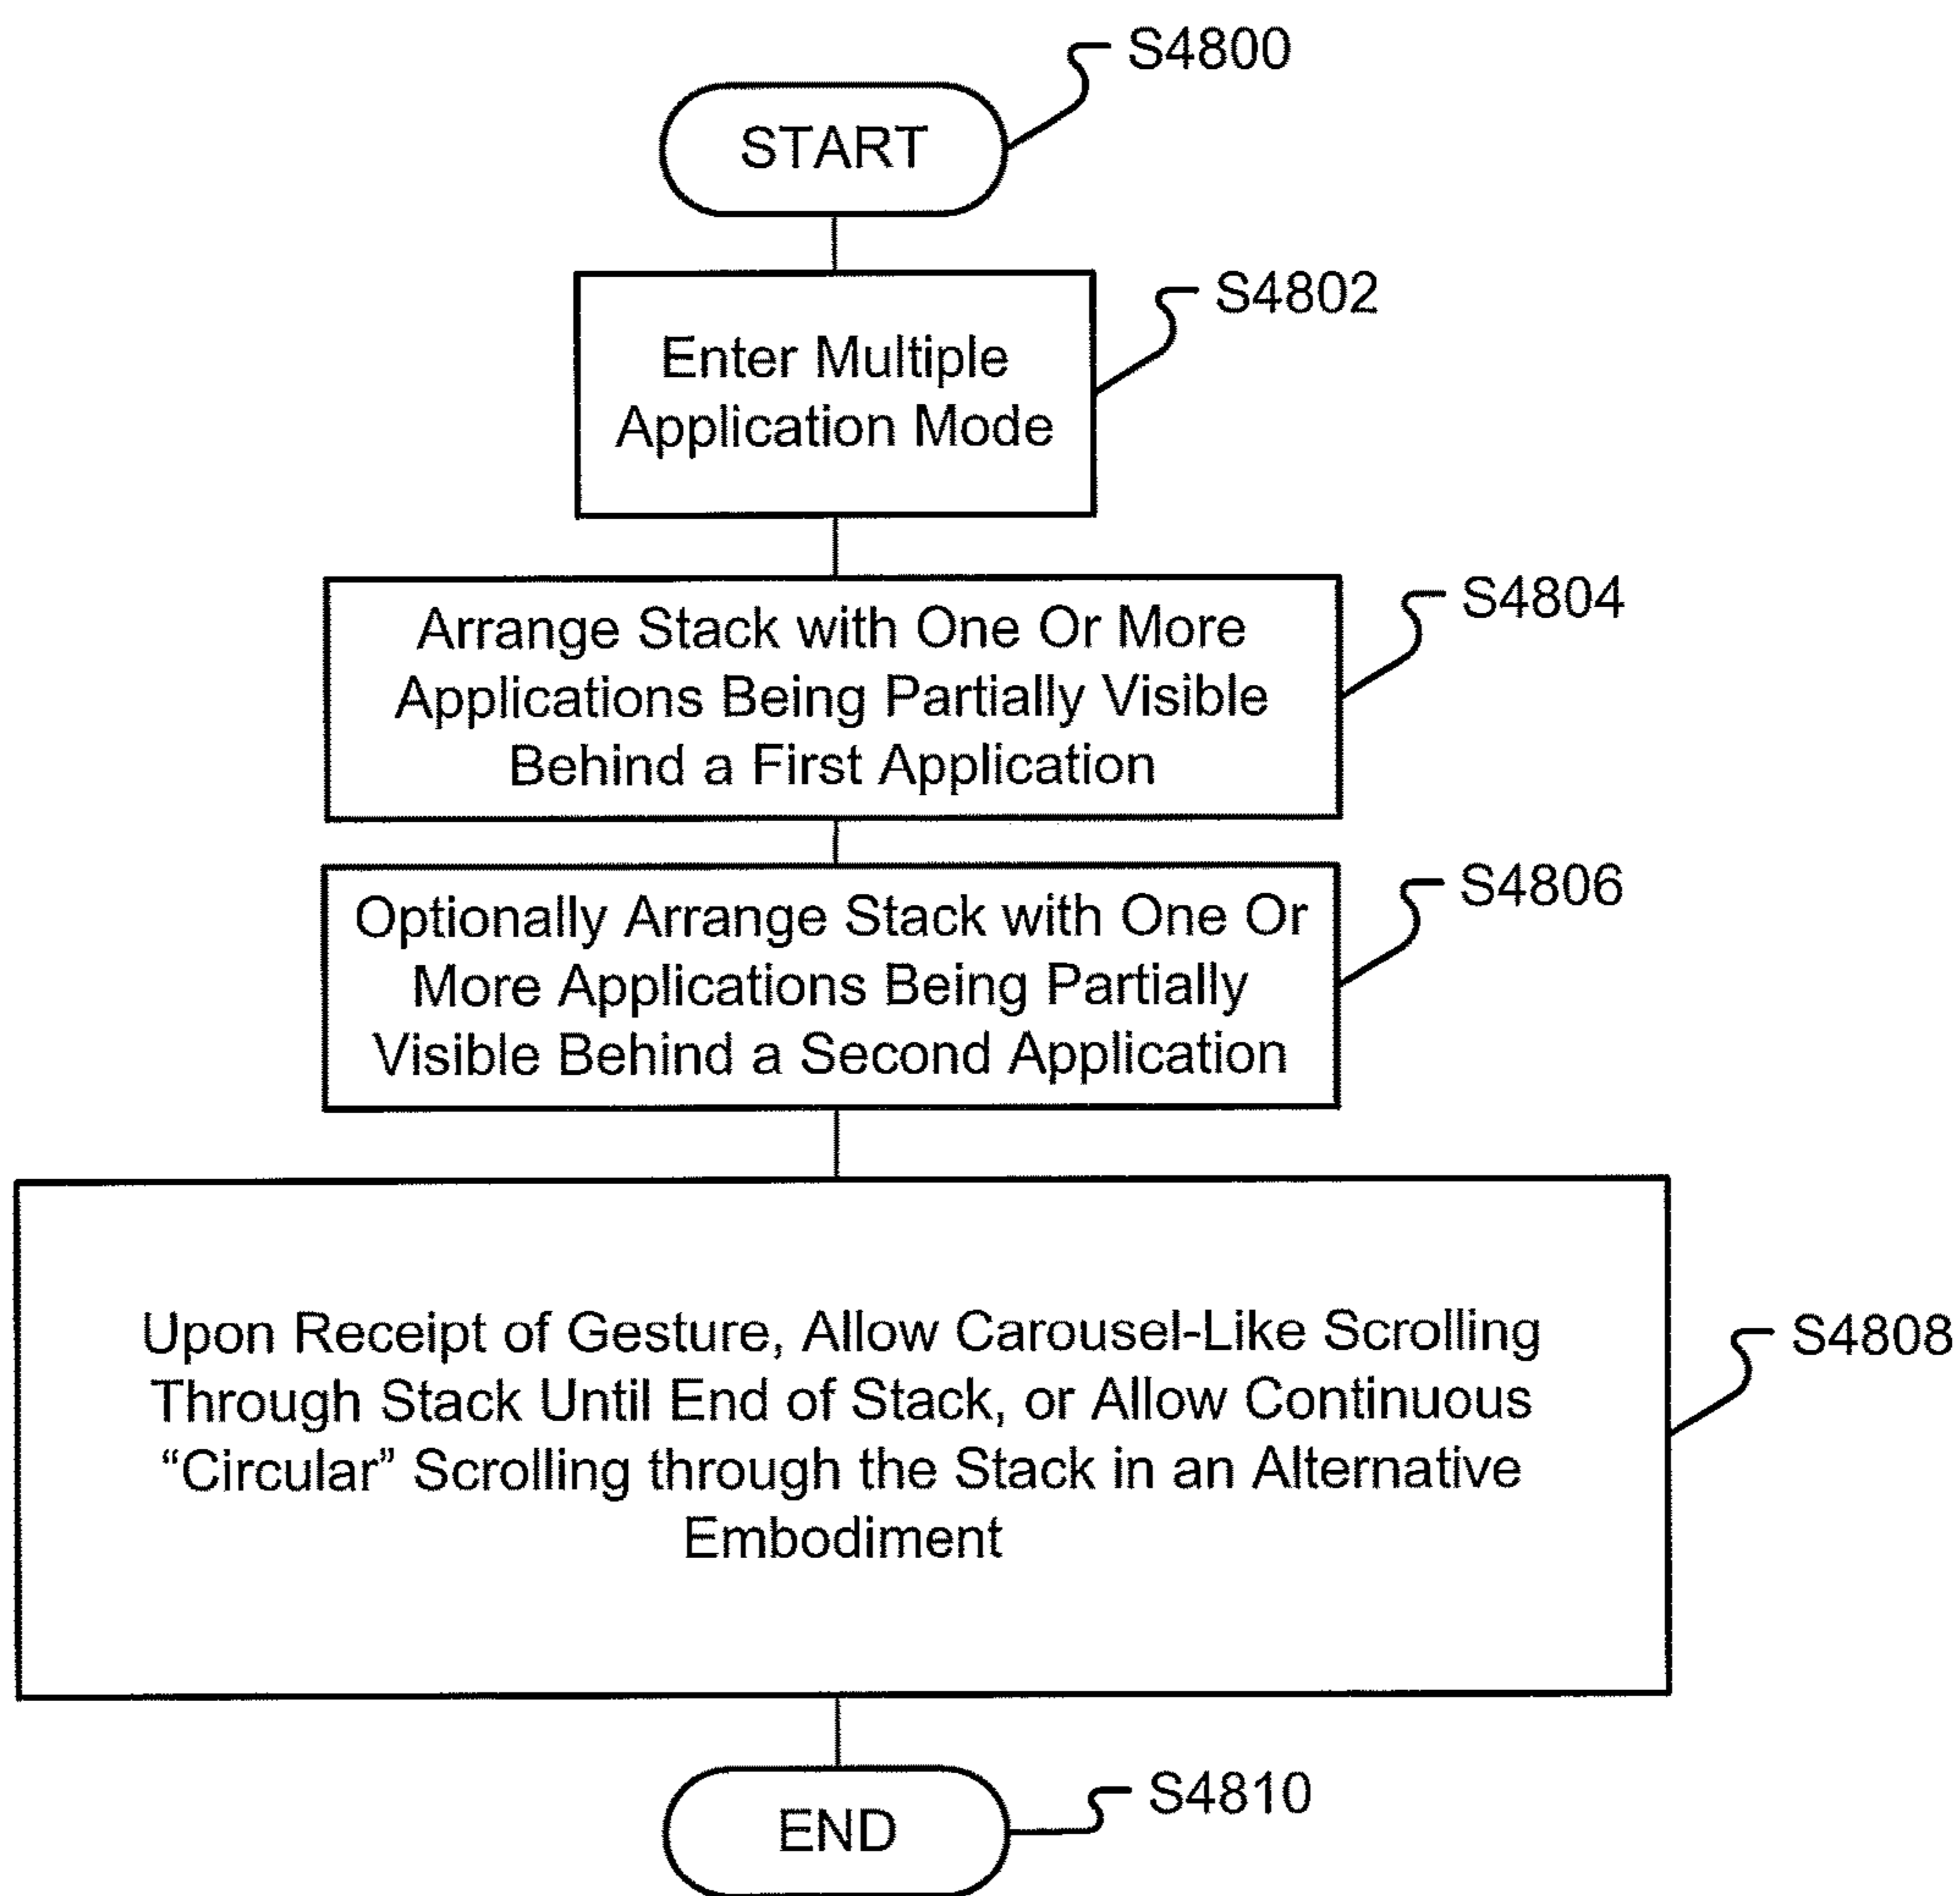 S4800
START
S4802
Enter Multiple
Application Mode
S4804
Arrange Stack with One Or More
Applications Being Partially Visible
Behind a First Application
S4806
Optionally Arrange Stack with One Or
More Applications Being Partially
Visible Behind a Second Application
S4808
Upon Receipt of Gesture, Allow Carousel-Like Scrolling
Through Stack Until End of Stack, or Allow Continuous
“Circular” Scrolling through the Stack in an Alternative
Embodiment
S4810
END